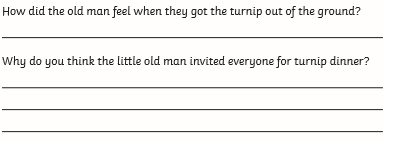 How did the old man feel when they got the turnip out of the ground?
Why do you think the little old man invited everyone for turnip dinner?